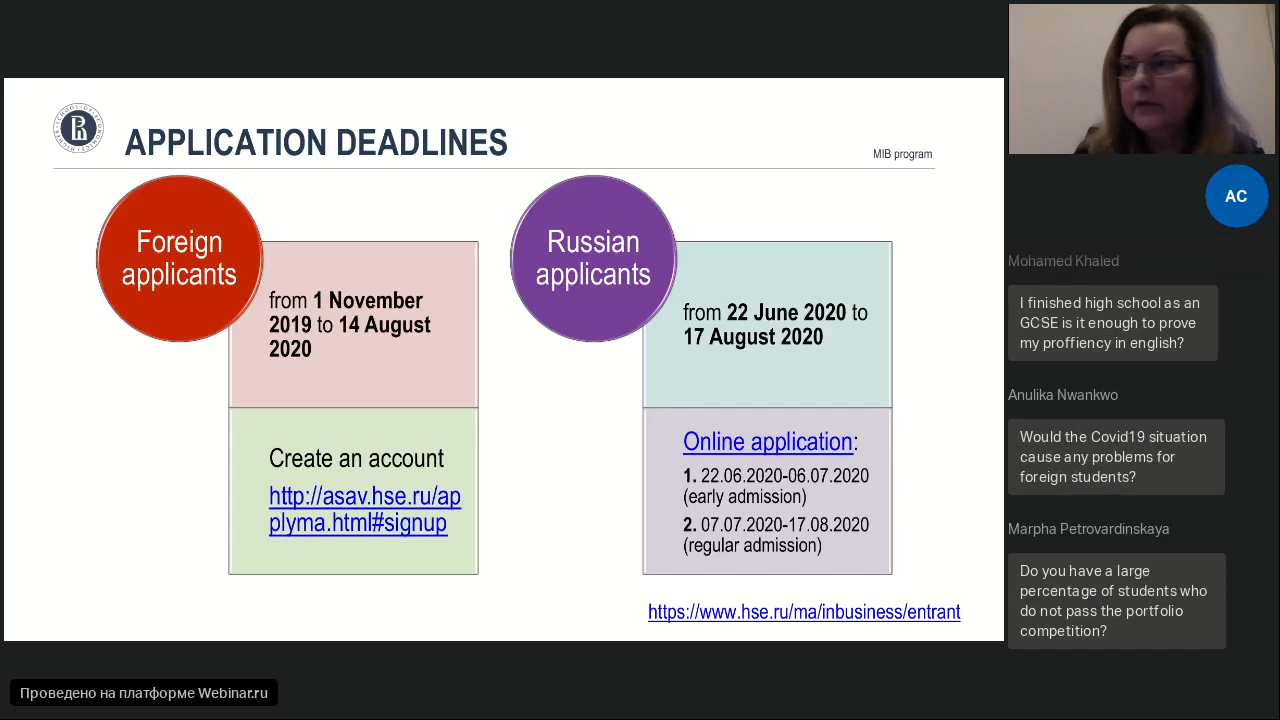 APPLICATION DEADLINES
MIB program
Foreign
applicants
from 1 November
2019 to 14 August
2020
Create an account
http://asav.hse.ru/ap
plyma.html#signup
Russian
applicants
from 22 June 2020 to
17 August 2020
Online application:
1. 22.06.2020-06.07.2020
(early admission)
2. 07.07.2020-17.08.2020
(regular admission)
https://www.hse.ru/ma/inbusiness/entrant
AC
Mohamed Khaled
I finished high school as an
GCSE is it enough to prove
my proffiency in english?
Anulika Nwankwo
Would the Covid19 situation
cause any problems for
foreign students?
Marpha Petrovardinskaya
Do you have a large
percentage of students who
do not pass the portfolio
competition?
Проведено на платформе Webinar.ru